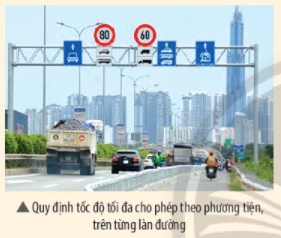 80
60
▲ Quy định tốc độ tối đa cho phép theo phương tiện,
trên từng làn đường